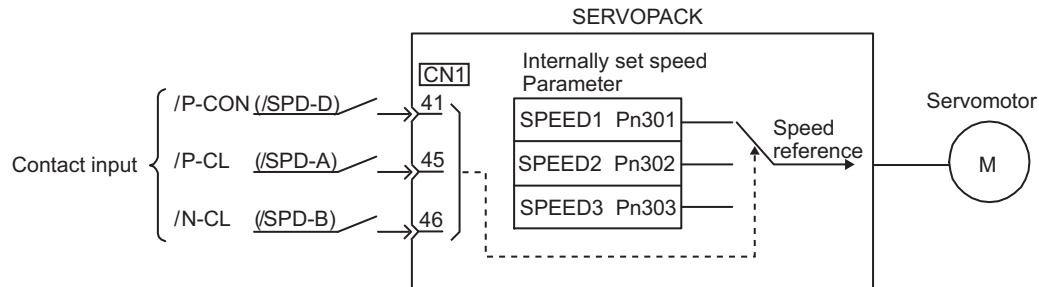 SERVOPACK
CN1
Internally set speed
Parameter
Contact input
/P-CON (/SPD-D) 41
/P-CL (/SPD-A) 45
/N-CL (/SPD-B) 46
SPEED1 Pn301
SPEED2 Pn302
SPEED3 Pn303
Speed
reference
Servomotor
M